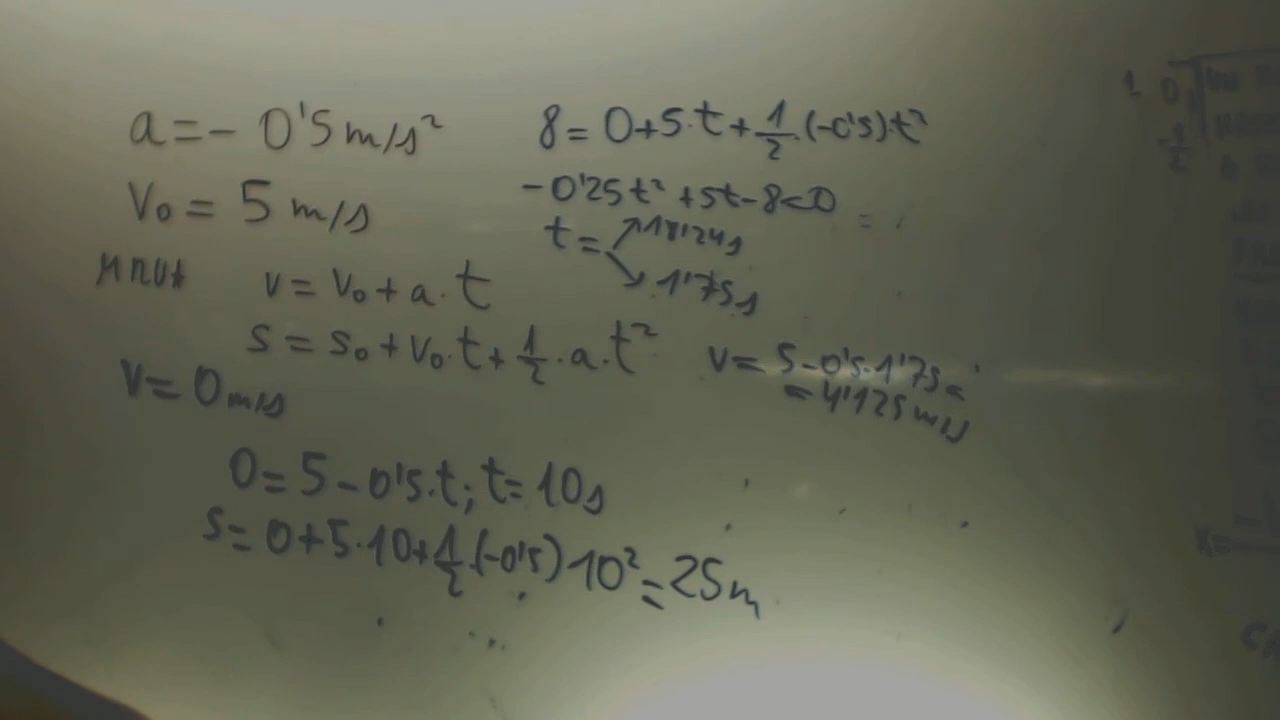 a = - 0'5 m/s²
V₀ = 5 m/s
v = v₀ + a · t
s = s₀ + v₀ · t + 1/2 · a · t²
v = 0 m/s
0 = 5 - 0'5 · t ; t = 10 s
s = 0 + 5 · 10 + 1/2 · (-0'5) 10² = 25 m
8 = 0 + 5 · t + 1/2 · (-0'5) · t²
-0'25 t² + 5t - 8 = 0
t = ↗ 18'24 s
↘ 1'75 s
v = 5 - 0'5 · 1'75 =
= 4'125 m/s